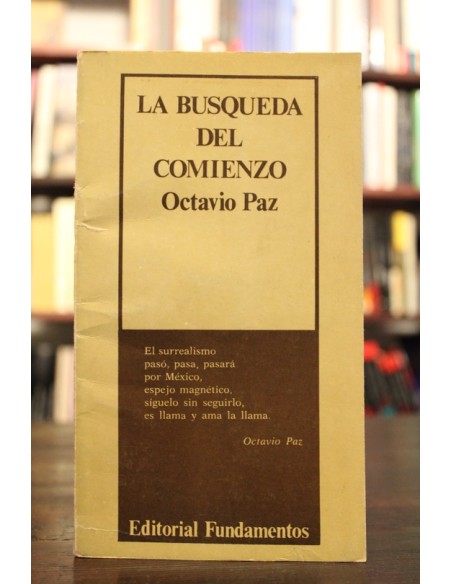 LA BUSQUEDA
DEL
COMIENZO
Octavio Paz
El surrealismo
pasó, pasa, pasará
por México,
espejo magnético,
síguelo sin seguirlo,
es llama y ama la llama.
Octavio Paz
Editorial Fundamentos